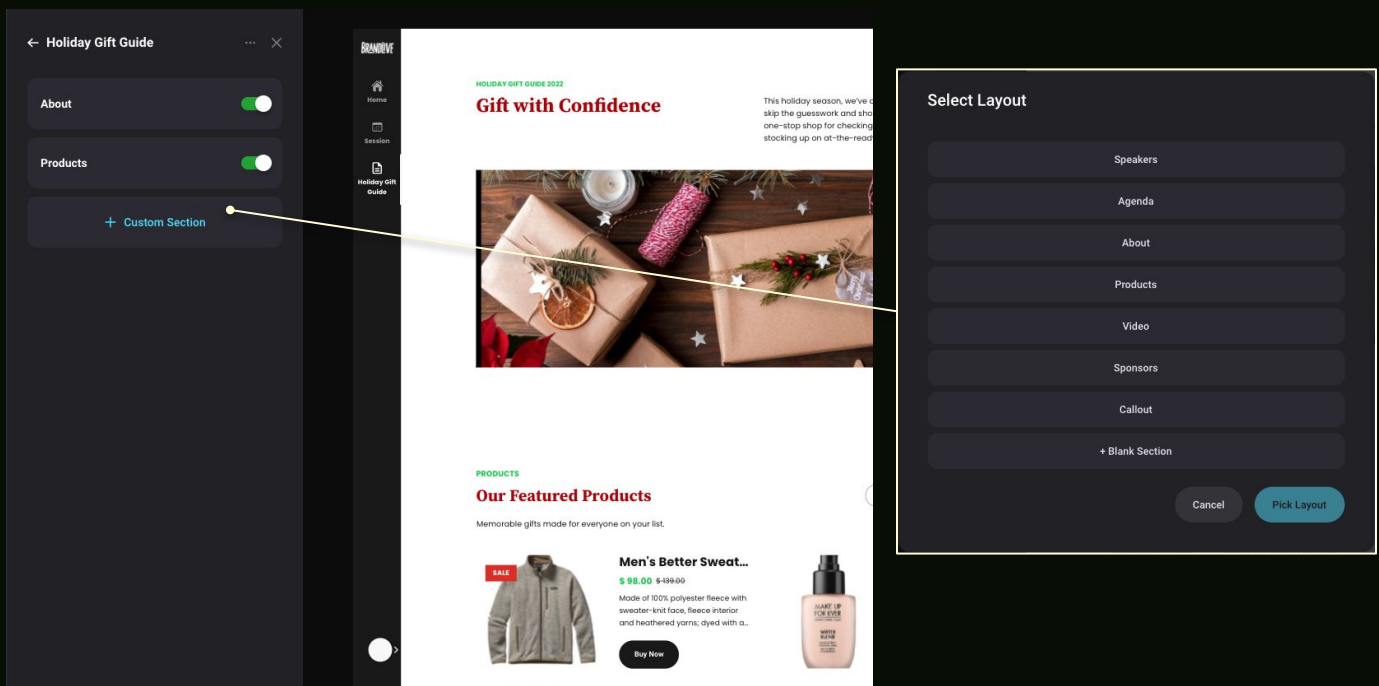 ← Holiday Gift Guide
About
Products
+ Custom Section
BRANDLIVE
Home
Session
Holiday Gift
Guide
HOLIDAY GIFT GUIDE 2022
Gift with Confidence
This holiday season, we've
skip the guesswork and sho
one-stop shop for checking
stocking up on at-the-read
Merry
Christmas
PRODUCTS
Our Featured Products
Memorable gifts made for everyone on your list.
SALE
Men's Better Sweat...
$ 98.00 $ 139.00
Made of 100% polyester fleece with
sweater-knit face, fleece interior
and heathered yarns; dyed with a...
Buy Now
MAKE UP
FOR EVER
WATER
BLEND
Select Layout
Speakers
Agenda
About
Products
Video
Sponsors
Callout
+ Blank Section
Cancel
Pick Layout